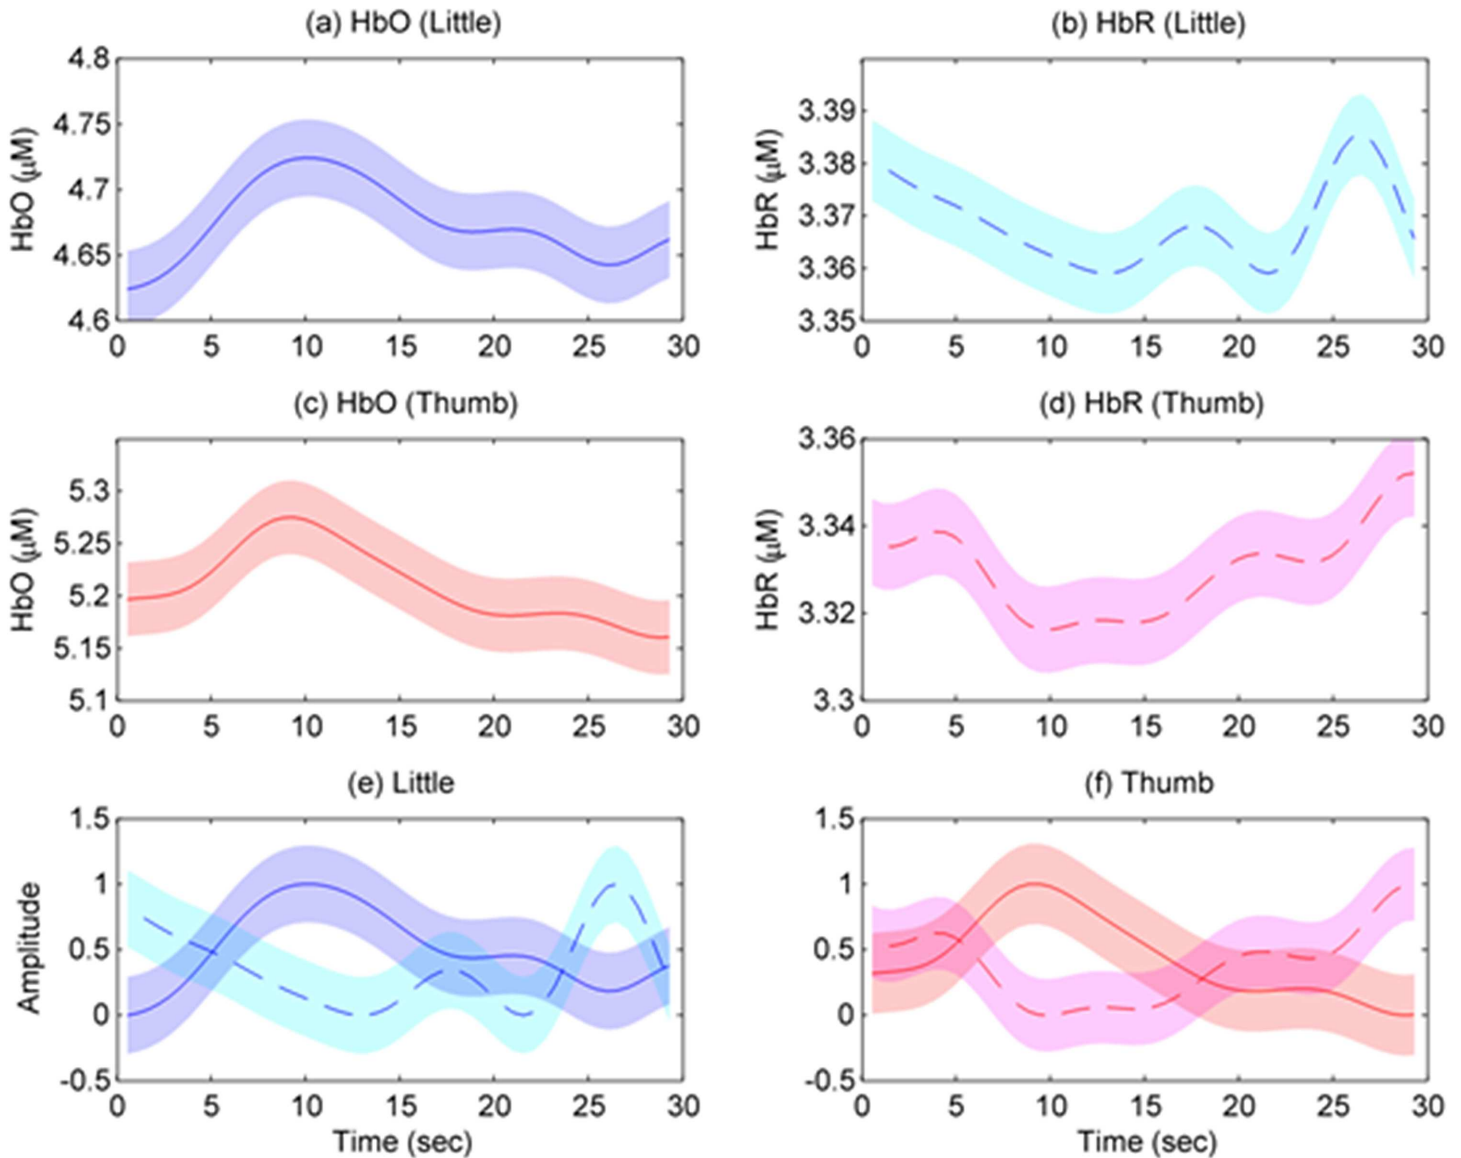 (a) HbO (Little)
(b) HbR (Little)
4.8
4.75
4.7
4.65
4.6
HbO (μM)
0 5 10 15 20 25 30
3.39
3.38
3.37
3.36
3.35
HbR (μM)
0 5 10 15 20 25 30
(c) HbO (Thumb)
(d) HbR (Thumb)
5.3
5.25
5.2
5.15
5.1
HbO (μM)
0 5 10 15 20 25 30
3.36
3.34
3.32
3.3
HbR (μM)
0 5 10 15 20 25 30
(e) Little
(f) Thumb
1.5
1
0.5
0
-0.5
Amplitude
0 5 10 15 20 25 30
Time (sec)
1.5
1
0.5
0
-0.5
0 5 10 15 20 25 30
Time (sec)